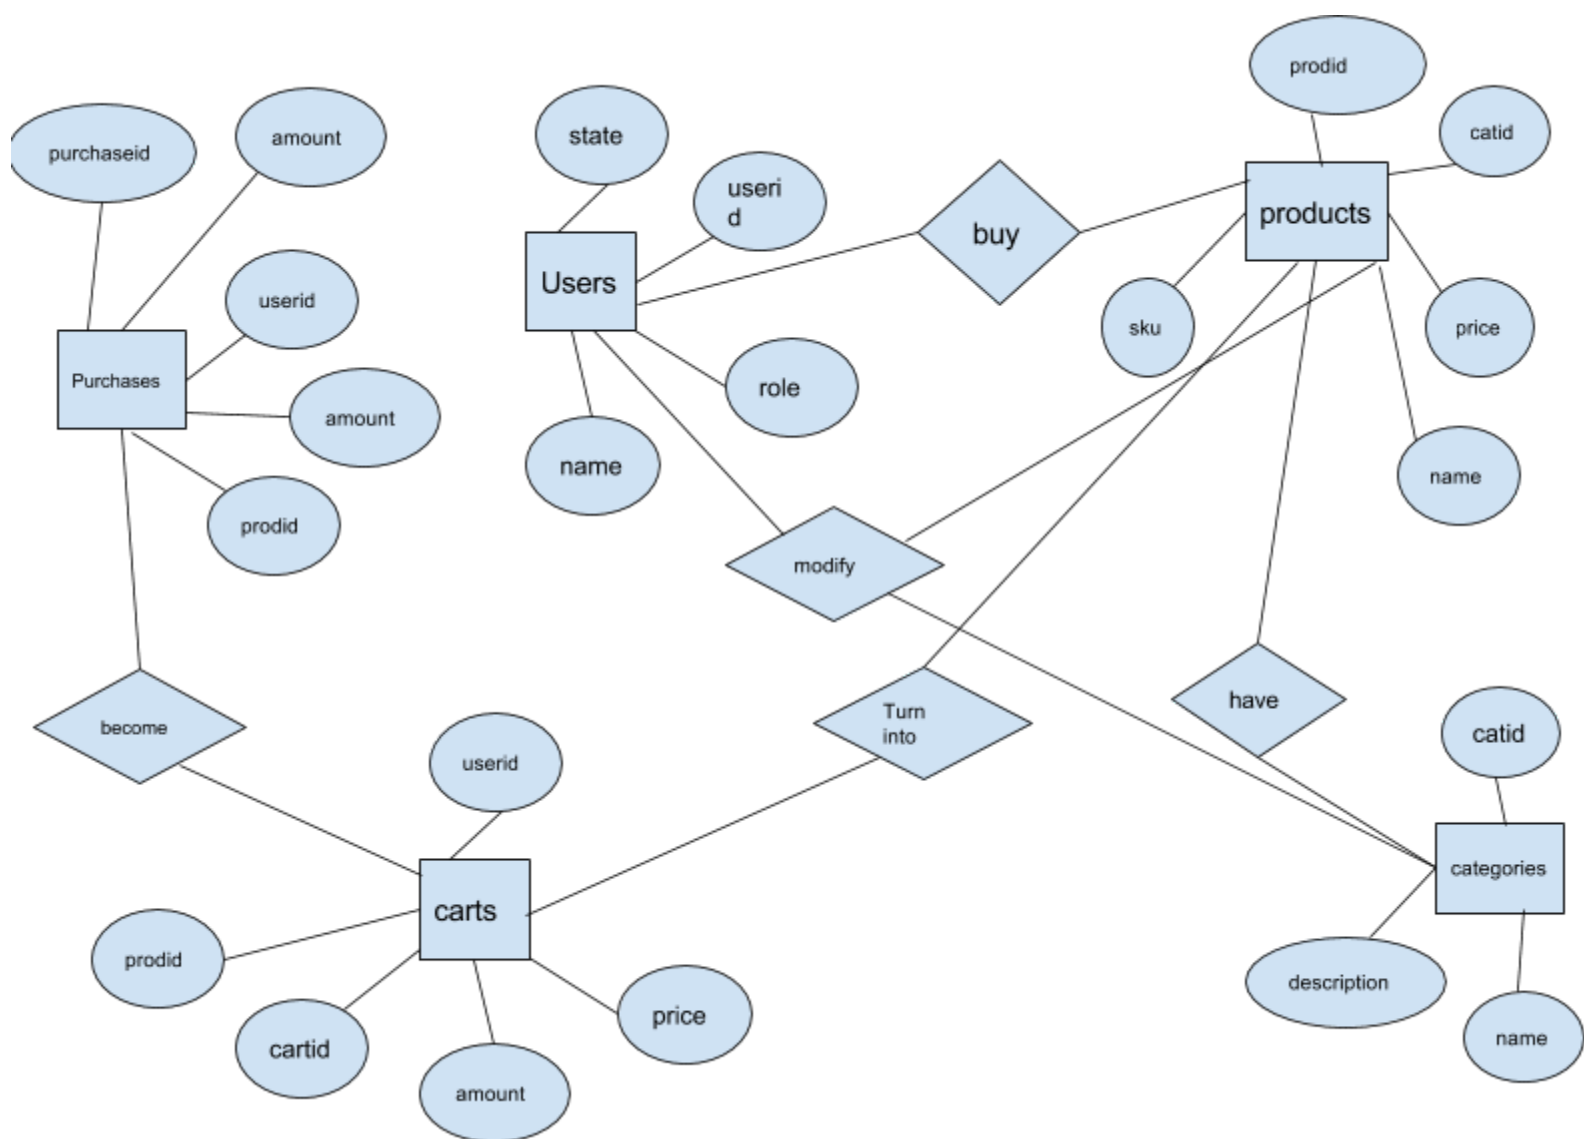 prodid
catid
amount
state
purchaseid
useri
d
products
buy
Users
userid
sku
price
Purchases
role
amount
name
name
prodid
modify
have
Turn
into
become
catid
userid
categories
carts
prodid
description
price
name
cartid
amount